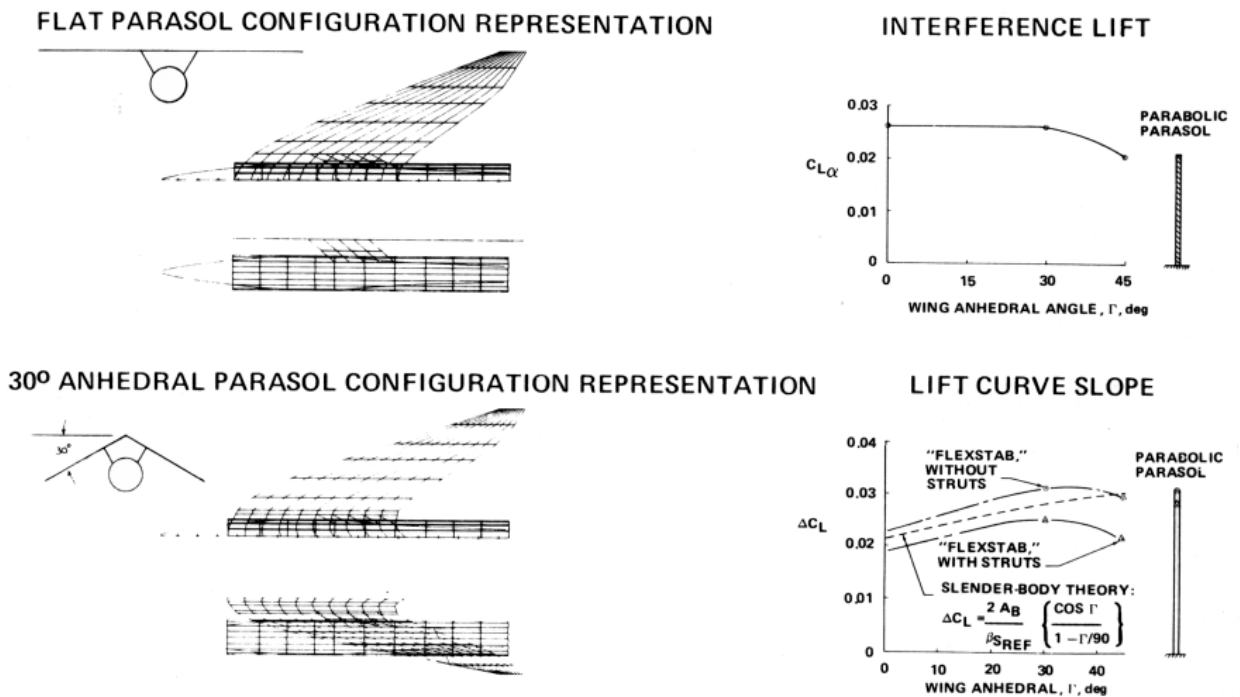 FLAT PARASOL CONFIGURATION REPRESENTATION
INTERFERENCE LIFT
0.03
0.02
0.01
0
CLα
0
15
30
45
WING ANHEDRAL ANGLE, Γ, deg
PARABOLIC
PARASOL
30º ANHEDRAL PARASOL CONFIGURATION REPRESENTATION
30º
LIFT CURVE SLOPE
0.04
0.03
0.02
0.01
0
ΔCL
"FLEXSTAB,"
WITHOUT
STRUTS
"FLEXSTAB,"
WITH STRUTS
SLENDER-BODY THEORY:
ΔCL = 2 AB / βSREF { COS Γ / 1 − Γ/90 }
0
10
20
30
40
WING ANHEDRAL, Γ, deg
PARABOLIC
PARASOL